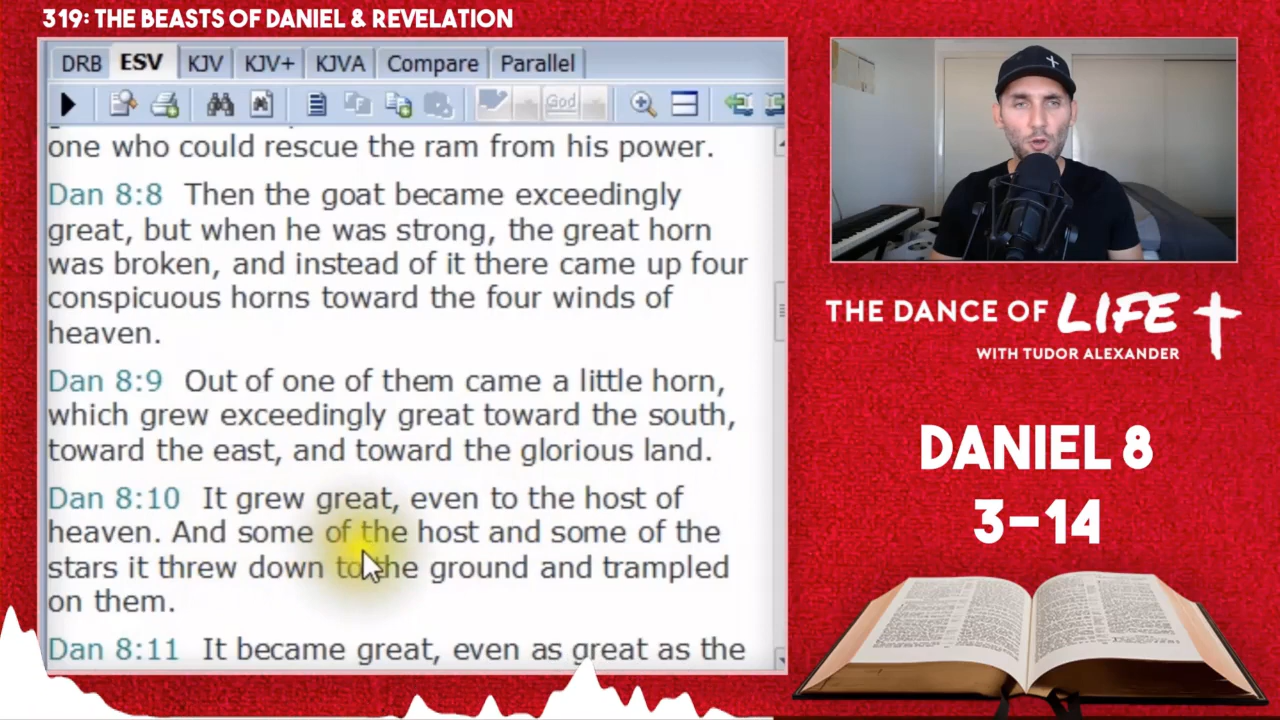 319: THE BEASTS OF DANIEL & REVELATION
DRB ESV KJV KJV+ KJVA Compare Parallel
God
one who could rescue the ram from his power.
Dan 8:8 Then the goat became exceedingly
great, but when he was strong, the great horn
was broken, and instead of it there came up four
conspicuous horns toward the four winds of
heaven.
Dan 8:9 Out of one of them came a little horn,
which grew exceedingly great toward the south,
toward the east, and toward the glorious land.
Dan 8:10 It grew great, even to the host of
heaven. And some of the host and some of the
stars it threw down to the ground and trampled
on them.
Dan 8:11 It became great, even as great as the
THE DANCE OF LIFE
WITH TUDOR ALEXANDER
DANIEL 8
3-14